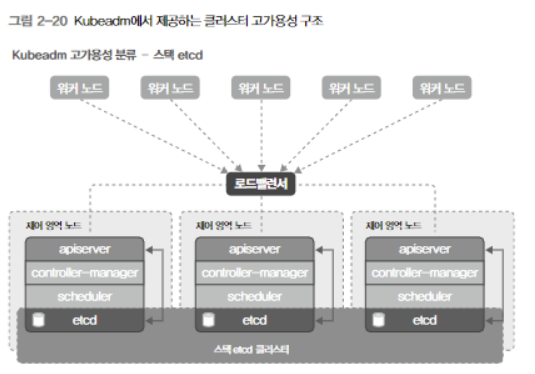 그림 2-20 Kubeadm에서 제공하는 클러스터 고가용성 구조
Kubeadm 고가용성 분류 - 스택 etcd
워커 노드 워커 노드 워커 노드 워커 노드 워커 노드
로드밸런서
제어 영역 노드 제어 영역 노드 제어 영역 노드
apiserver apiserver apiserver
controller-manager controller-manager controller-manager
scheduler scheduler scheduler
etcd etcd etcd
스택 etcd 클러스터